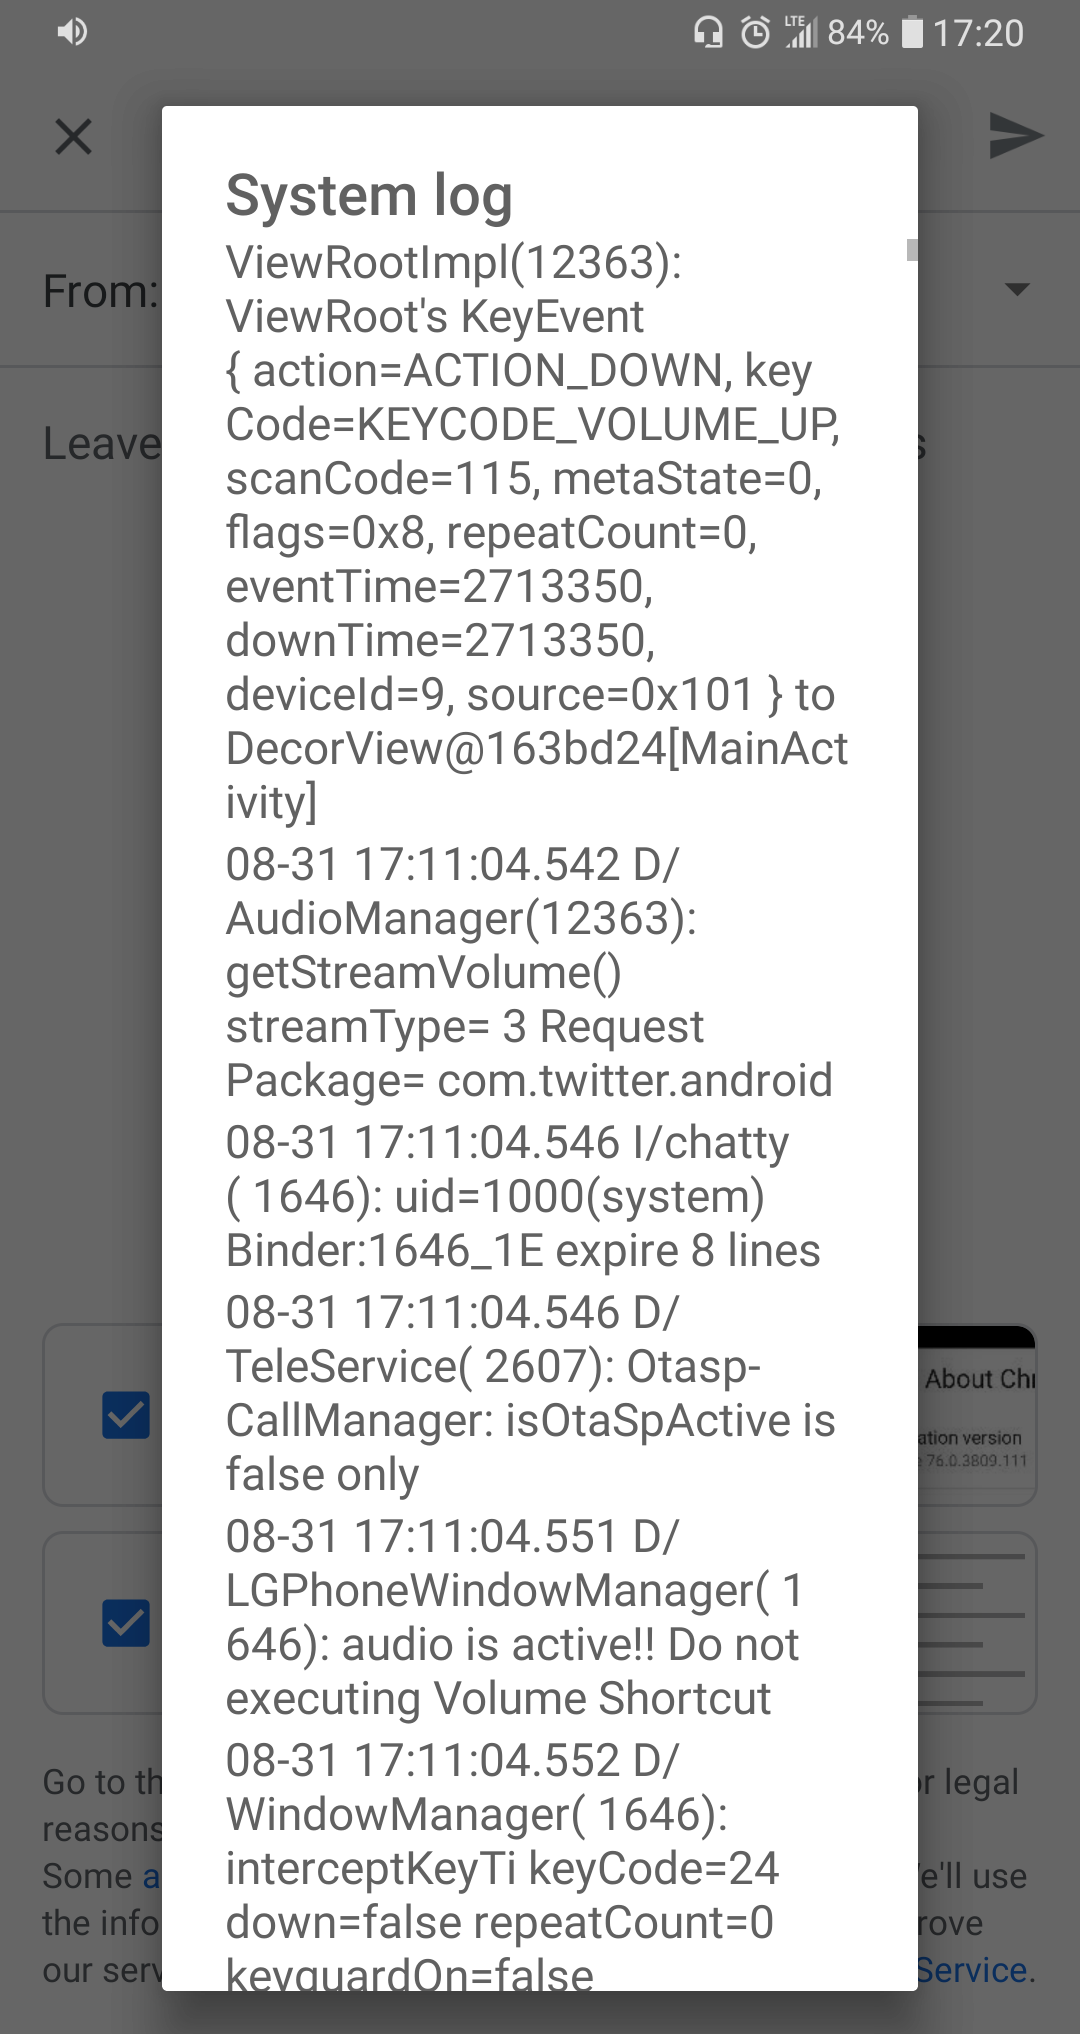 LTE 84% 17:20
System log
From:
Leave
ViewRootImpl(12363):
ViewRoot's KeyEvent
{ action=ACTION_DOWN, key
Code=KEYCODE_VOLUME_UP,
scanCode=115, metaState=0,
flags=0x8, repeatCount=0,
eventTime=2713350,
downTime=2713350,
deviceId=9, source=0x101 } to
DecorView@163bd24[MainAct
ivity]
08-31 17:11:04.542 D/
AudioManager(12363):
getStreamVolume()
streamType= 3 Request
Package= com.twitter.android
08-31 17:11:04.546 I/chatty
( 1646): uid=1000(system)
Binder:1646_1E expire 8 lines
08-31 17:11:04.546 D/
TeleService( 2607): Otasp-
CallManager: isOtaSpActive is
false only
08-31 17:11:04.551 D/
LGPhoneWindowManager( 1
646): audio is active!! Do not
executing Volume Shortcut
08-31 17:11:04.552 D/
WindowManager( 1646):
interceptKeyTi keyCode=24
down=false repeatCount=0
keyguardOn=false
About Chr
ation version
76.0.3809.111
Go to th
r legal
reasons
Some a
e'll use
the info
rove
our serv
Service.